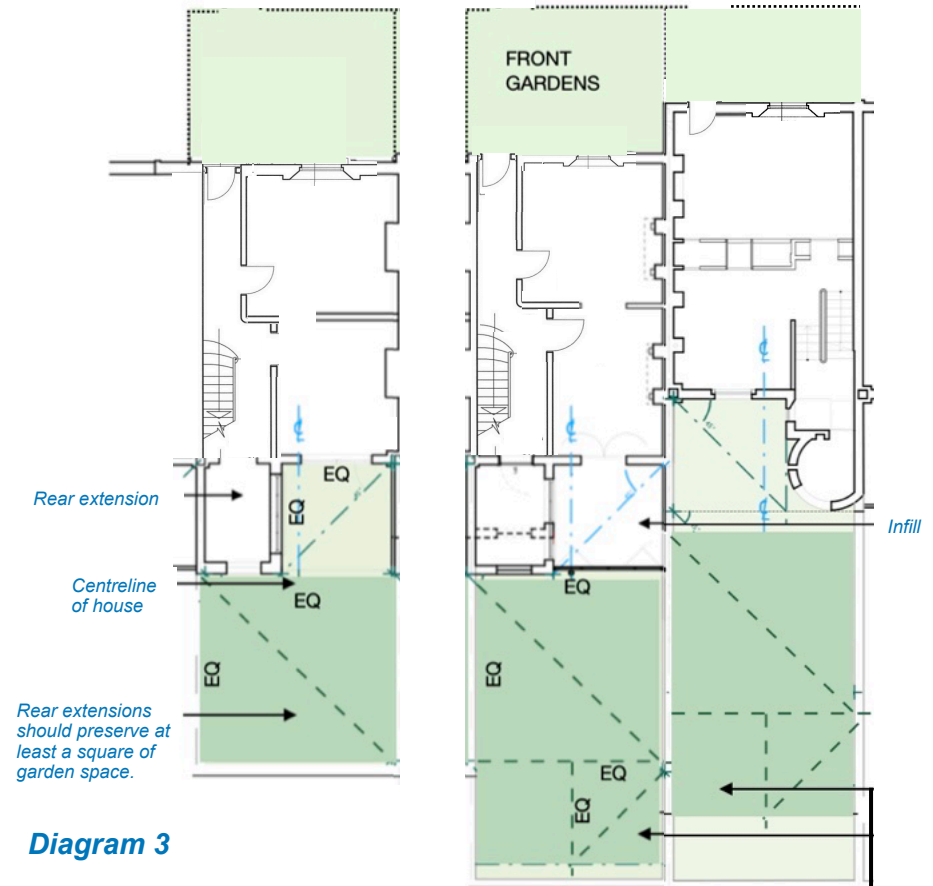 FRONT
GARDENS
EQ
EQ
Rear extension
Infill
Centreline
of house
EQ
EQ
EQ
EQ
Rear extensions
should preserve at
least a square of
garden space.
EQ
EQ
Diagram 3